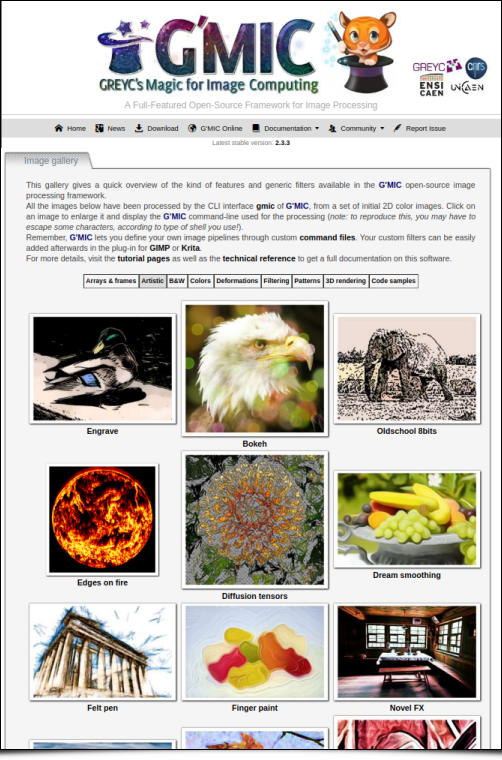 G'MIC
GREYC's Magic for Image Computing
GREYC
cnrs
ENSI
CAEN
UNICAEN
A Full-Featured Open-Source Framework for Image Processing
Home News Download G'MIC Online Documentation Community Report Issue
Latest stable version: 2.3.3
Image gallery
This gallery gives a quick overview of the kind of features and generic filters available in the G'MIC open-source image
processing framework.
All the images below have been processed by the CLI interface gmic of G'MIC, from a set of initial 2D color images. Click on
an image to enlarge it and display the G'MIC command-line used for the processing (note: to reproduce this, you may have to
escape some characters, according to type of shell you use!).
Remember, G'MIC lets you define your own image pipelines through custom command files. Your custom filters can be easily
added afterwards in the plug-in for GIMP or Krita.
For more details, visit the tutorial pages as well as the technical reference to get a full documentation on this software.
Arrays & frames Artistic B&W Colors Deformations Filtering Patterns 3D rendering Code samples
Engrave
Bokeh
Oldschool 8bits
Edges on fire
Diffusion tensors
Dream smoothing
Felt pen
Finger paint
Novel FX